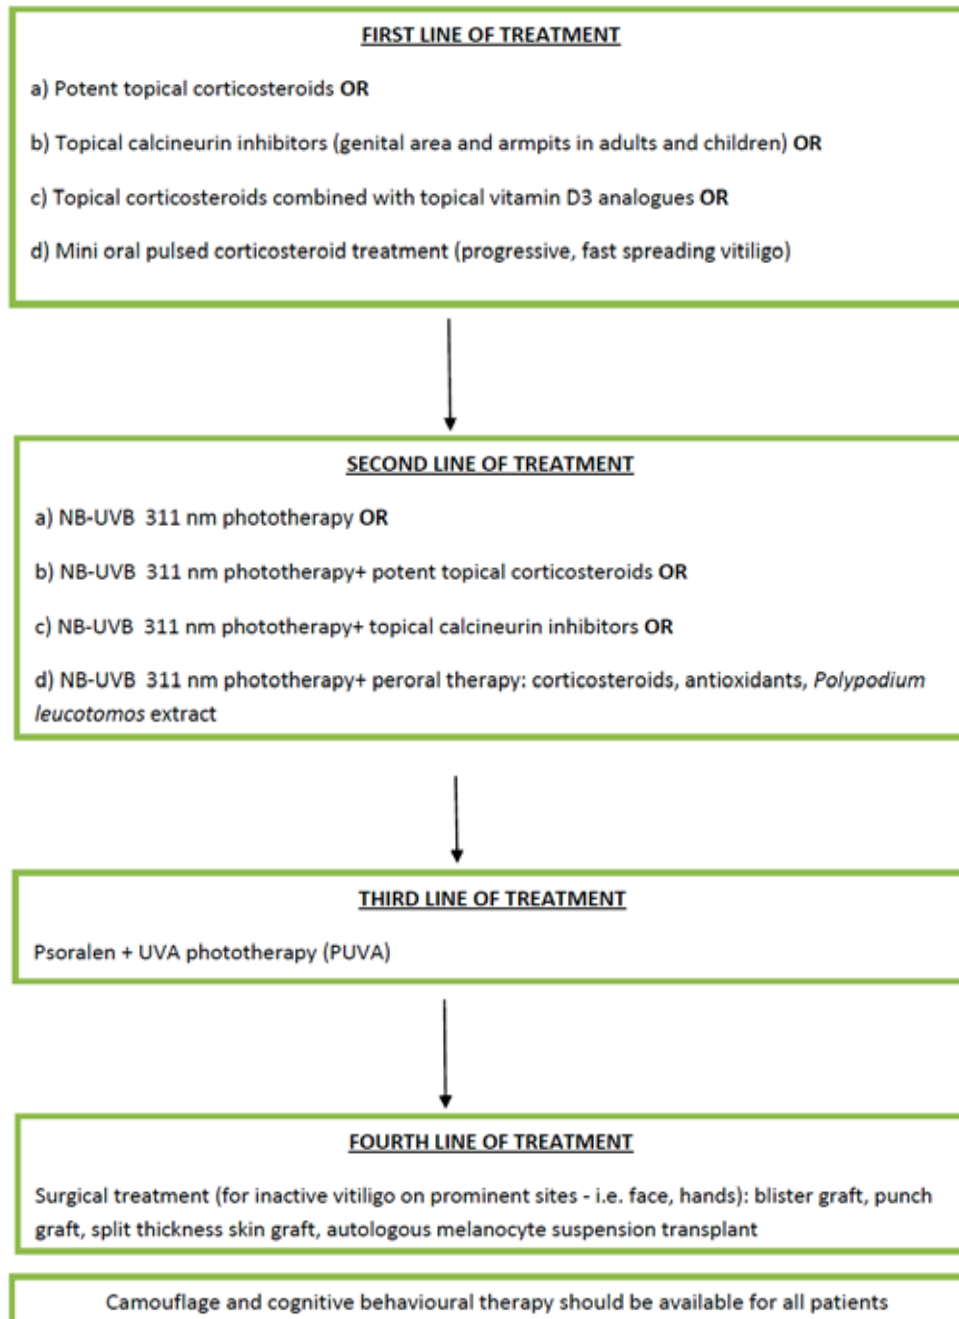 FIRST LINE OF TREATMENT
a) Potent topical corticosteroids OR
b) Topical calcineurin inhibitors (genital area and armpits in adults and children) OR
c) Topical corticosteroids combined with topical vitamin D3 analogues OR
d) Mini oral pulsed corticosteroid treatment (progressive, fast spreading vitiligo)
SECOND LINE OF TREATMENT
a) NB-UVB 311 nm phototherapy OR
b) NB-UVB 311 nm phototherapy+ potent topical corticosteroids OR
c) NB-UVB 311 nm phototherapy+ topical calcineurin inhibitors OR
d) NB-UVB 311 nm phototherapy+ peroral therapy: corticosteroids, antioxidants, Polypodium
leucotomos extract
THIRD LINE OF TREATMENT
Psoralen + UVA phototherapy (PUVA)
FOURTH LINE OF TREATMENT
Surgical treatment (for inactive vitiligo on prominent sites - i.e. face, hands): blister graft, punch
graft, split thickness skin graft, autologous melanocyte suspension transplant
Camouflage and cognitive behavioural therapy should be available for all patients